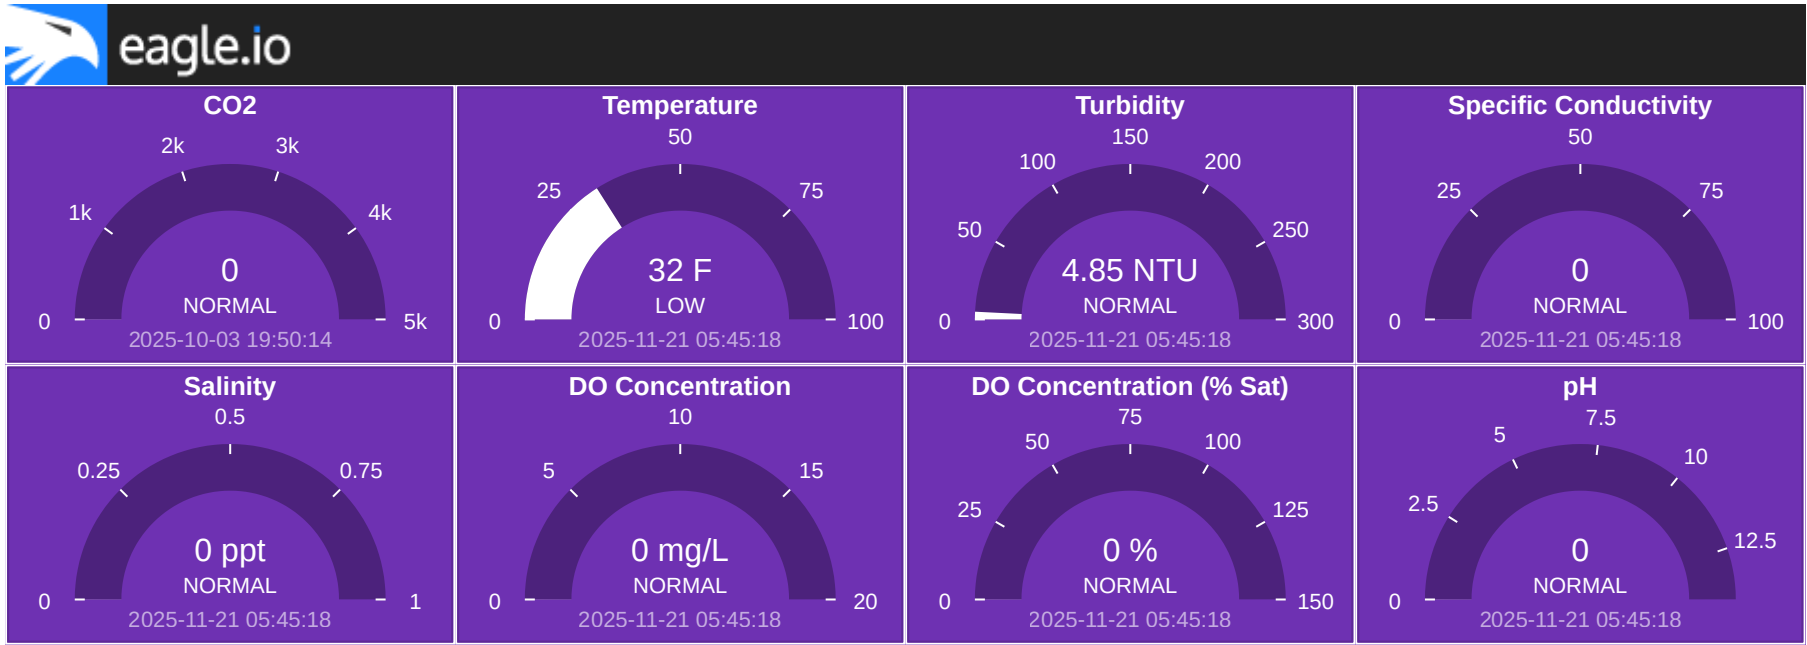 eagle.io
CO2
2k
3k
1k
4k
0
NORMAL
0
5k
2025-10-03 19:50:14
Temperature
50
25
75
32 F
LOW
0
100
2025-11-21 05:45:18
Turbidity
150
100
200
50
250
4.85 NTU
NORMAL
0
300
2025-11-21 05:45:18
Specific Conductivity
50
25
75
0
NORMAL
0
100
2025-11-21 05:45:18
Salinity
0.5
0.25
0.75
0 ppt
NORMAL
0
1
2025-11-21 05:45:18
DO Concentration
10
5
15
0 mg/L
NORMAL
0
20
2025-11-21 05:45:18
DO Concentration (% Sat)
75
50
100
25
125
0 %
NORMAL
0
150
2025-11-21 05:45:18
pH
7.5
5
10
2.5
12.5
0
NORMAL
0
2025-11-21 05:45:18